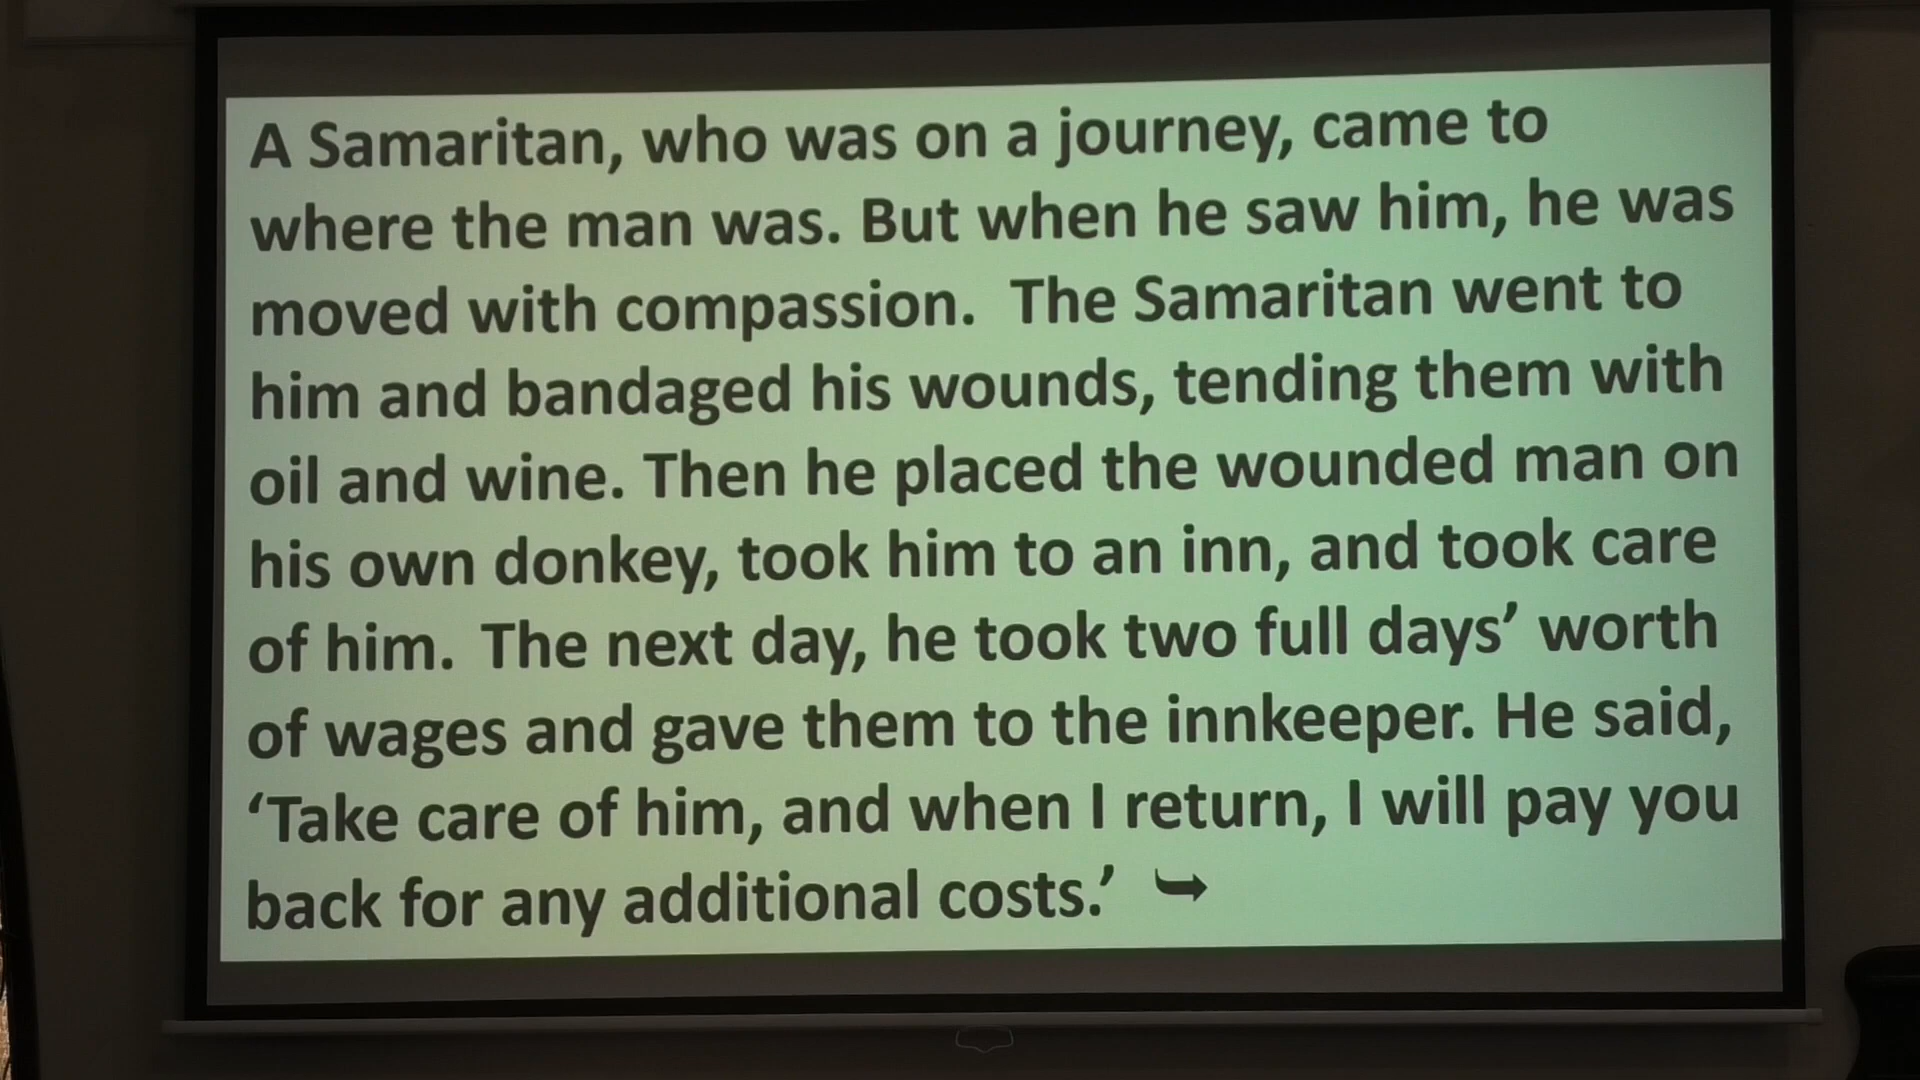 A Samaritan, who was on a journey, came to
where the man was. But when he saw him, he was
moved with compassion.  The Samaritan went to
him and bandaged his wounds, tending them with
oil and wine. Then he placed the wounded man on
his own donkey, took him to an inn, and took care
of him.  The next day, he took two full days’ worth
of wages and gave them to the innkeeper. He said,
‘Take care of him, and when I return, I will pay you
back for any additional costs.’ ➥